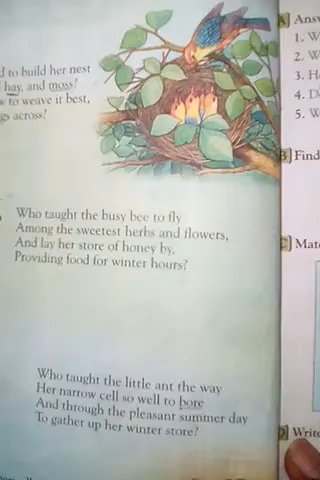 d to build her nest
hay, and moss?
w to weave it best,
gs across?
Who taught the busy bee to fly
Among the sweetest herbs and flowers,
And lay her store of honey by,
Providing food for winter hours?
Who taught the little ant the way
Her narrow cell so well to bore
And through the pleasant summer day
To gather up her winter store?
A] Ans
1. W
2. W
3. H
4. D
5. W
B] Find
C] Mat
D] Write